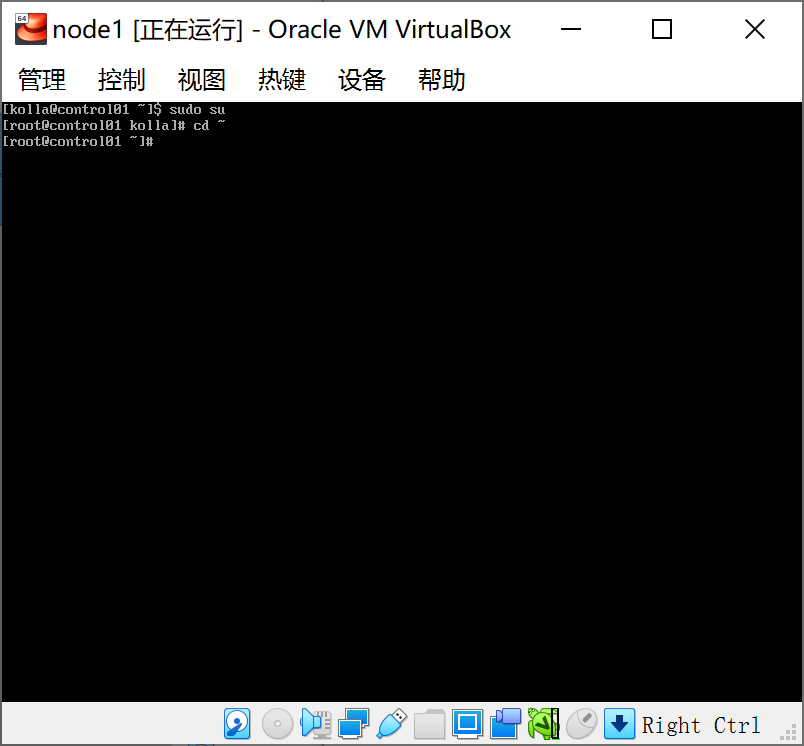 64
node1 [正在运行] - Oracle VM VirtualBox
管理 控制 视图 热键 设备 帮助
[kolla@control01 ~]$ sudo su
[root@control01 kolla]# cd ~
[root@control01 ~]#
Right Ctrl